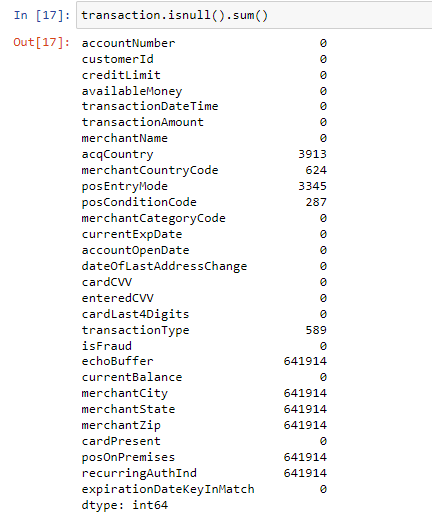 In [17]: transaction.isnull().sum()
Out[17]: accountNumber 0
customerId 0
creditLimit 0
availableMoney 0
transactionDateTime 0
transactionAmount 0
merchantName 0
acqCountry 3913
merchantCountryCode 624
posEntryMode 3345
posConditionCode 287
merchantCategoryCode 0
currentExpDate 0
accountOpenDate 0
dateOfLastAddressChange 0
cardCVV 0
enteredCVV 0
cardLast4Digits 0
transactionType 589
isFraud 0
echoBuffer 641914
currentBalance 0
merchantCity 641914
merchantState 641914
merchantZip 641914
cardPresent 0
posOnPremises 641914
recurringAuthInd 641914
expirationDateKeyInMatch 0
dtype: int64